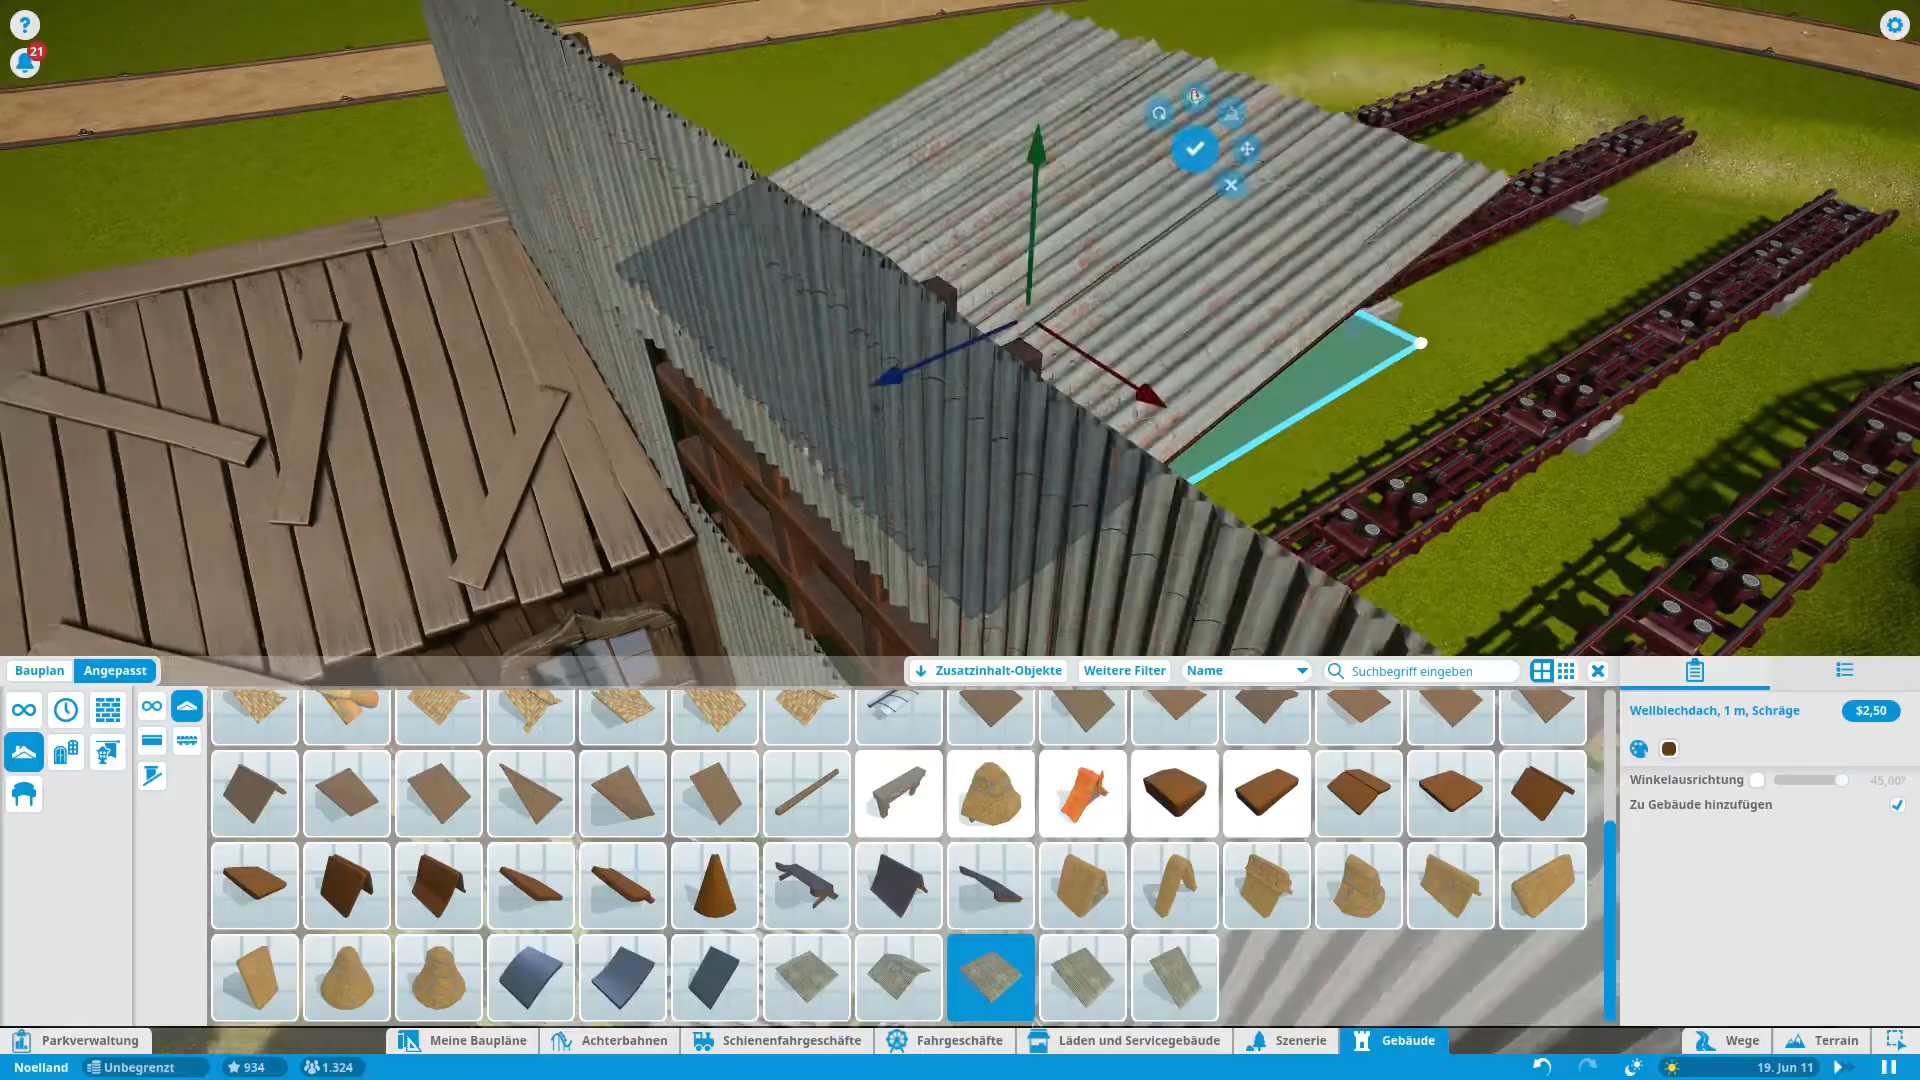 ?
21
Bauplan
Angepasst
Zusatzinhalt-Objekte
Weitere Filter
Name
Suchbegriff eingeben
Wellblechdach, 1 m, Schräge
$2,50
Winkelausrichtung
45,00°
Zu Gebäude hinzufügen
Parkverwaltung
Meine Baupläne
Achterbahnen
Schienenfahrgeschäfte
Fahrgeschäfte
Läden und Servicegebäude
Szenerie
Gebäude
Wege
Terrain
Noelland
Unbegrenzt
934
1.324
19. Jun 11